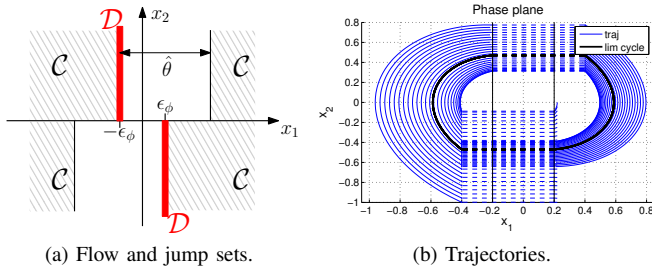 x₂
𝒟
𝒞
θ̂
𝒞
ϵ_ϕ
x₁
−ϵ_ϕ
𝒞
𝒟
𝒞
(a) Flow and jump sets.
Phase plane
traj
lim cycle
0.8
0.6
0.4
0.2
0
−0.2
−0.4
−0.6
−0.8
−1
x₂
−1 −0.8 −0.6 −0.4 −0.2 0 0.2 0.4 0.6 0.8
x₁
(b) Trajectories.